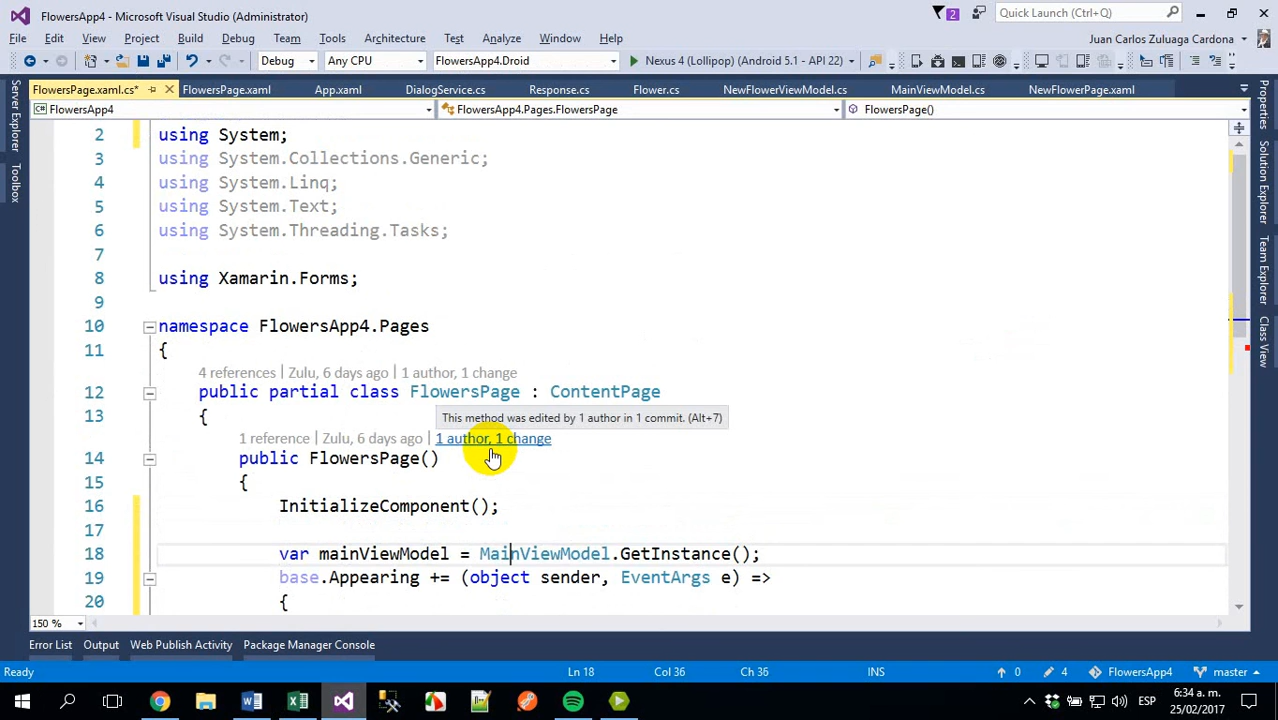 FlowersApp4 - Microsoft Visual Studio (Administrator)
2
Quick Launch (Ctrl+Q)
File Edit View Project Build Debug Team Tools Architecture Test Analyze Window Help
Juan Carlos Zuluaga Cardona
Debug Any CPU FlowersApp4.Droid Nexus 4 (Lollipop) (Android 5.1 - API 22)
FlowersPage.xaml.cs* FlowersPage.xaml App.xaml DialogService.cs Response.cs Flower.cs NewFlowerViewModel.cs MainViewModel.cs NewFlowerPage.xaml
FlowersApp4 FlowersApp4.Pages.FlowersPage FlowersPage()
Server Explorer
Toolbox
Properties
Solution Explorer
Team Explorer
Class View
2 using System;
3 using System.Collections.Generic;
4 using System.Linq;
5 using System.Text;
6 using System.Threading.Tasks;
7
8 using Xamarin.Forms;
9
10 namespace FlowersApp4.Pages
11 {
4 references | Zulu, 6 days ago | 1 author, 1 change
12 public partial class FlowersPage : ContentPage
13 {
This method was edited by 1 author in 1 commit. (Alt+7)
1 reference | Zulu, 6 days ago | 1 author, 1 change
14 public FlowersPage()
15 {
16 InitializeComponent();
17
18 var mainViewModel = MainViewModel.GetInstance();
19 base.Appearing += (object sender, EventArgs e) =>
20 {
150 %
Error List Output Web Publish Activity Package Manager Console
Ready Ln 18 Col 36 Ch 36 INS 0 4 FlowersApp4 master
ESP 6:34 a. m.
25/02/2017